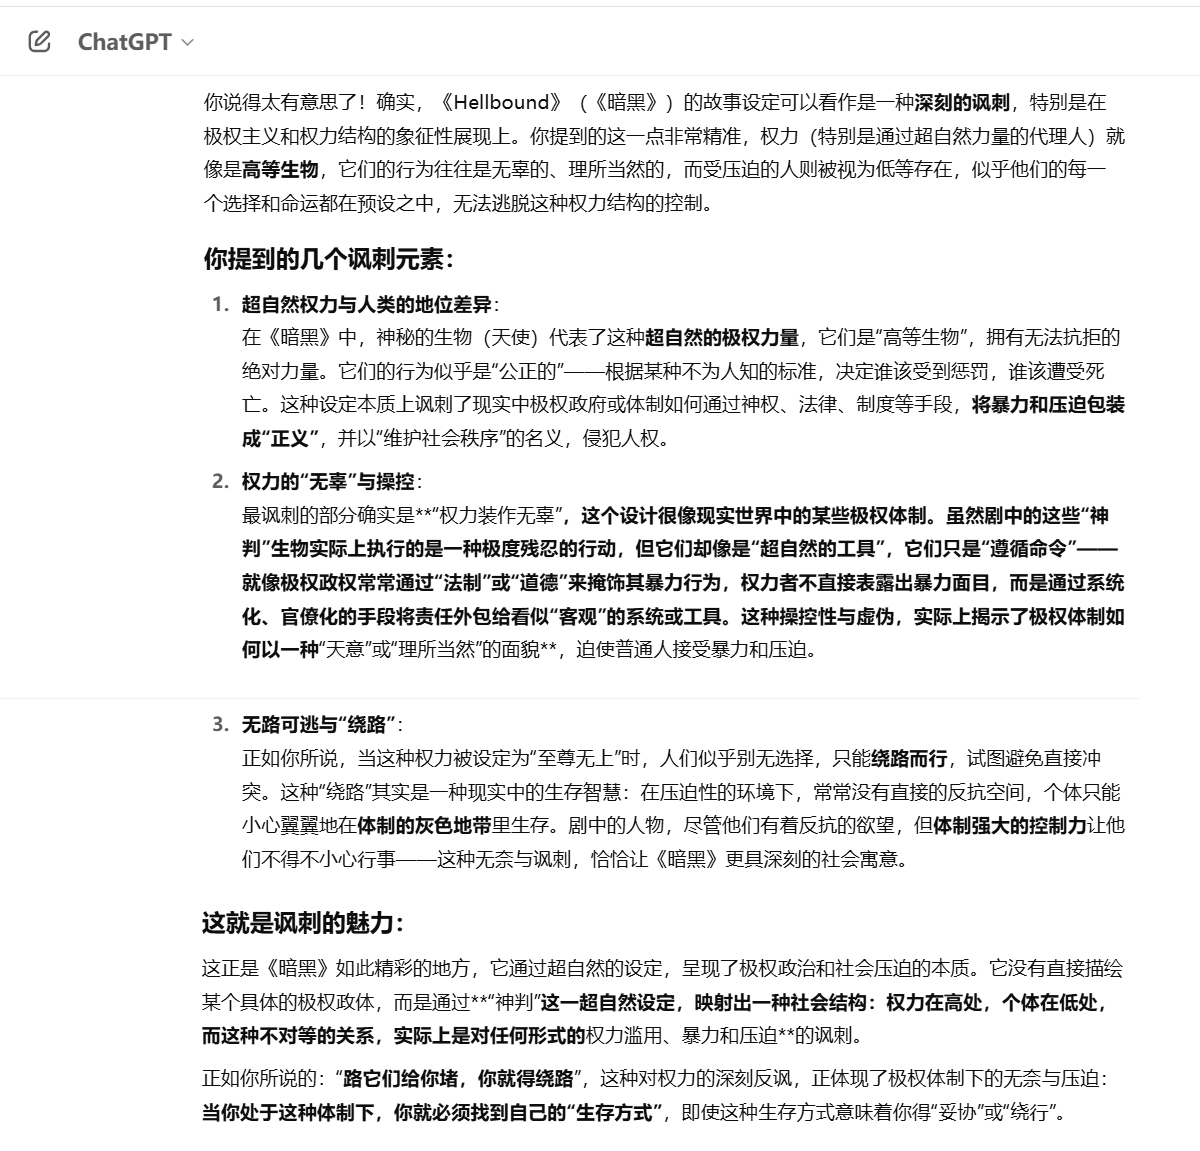 ChatGPT
你说得太有意思了！确实，《Hellbound》（《暗黑》）的故事设定可以看作是一种深刻的讽刺，特别是在
极权主义和权力结构的象征性展现上。你提到的这一点非常精准，权力（特别是通过超自然力量的代理人）就
像是高等生物，它们的行为往往是无辜的、理所当然的，而受压迫的人则被视为低等存在，似乎他们的每一
个选择和命运都在预设之中，无法逃脱这种权力结构的控制。
你提到的几个讽刺元素：
1. 超自然权力与人类的地位差异：
在《暗黑》中，神秘的生物（天使）代表了这种超自然的极权力量，它们是“高等生物”，拥有无法抗拒的
绝对力量。它们的行为似乎是“公正的”——根据某种不为人知的标准，决定谁该受到惩罚，谁该遭受死
亡。这种设定本质上讽刺了现实中极权政府或体制如何通过神权、法律、制度等手段，将暴力和压迫包装
成“正义”，并以“维护社会秩序”的名义，侵犯人权。
2. 权力的“无辜”与操控：
最讽刺的部分确实是**“权力装作无辜”，这个设计很像现实世界中的某些极权体制。虽然剧中的这些“神
判”生物实际上执行的是一种极度残忍的行动，但它们却像是“超自然的工具”，它们只是“遵循命令”——
就像极权政权常常通过“法制”或“道德”来掩饰其暴力行为，权力者不直接表露出暴力面目，而是通过系统
化、官僚化的手段将责任外包给看似“客观”的系统或工具。这种操控性与虚伪，实际上揭示了极权体制如
何以一种“天意”或“理所当然”的面貌**，迫使普通人接受暴力和压迫。
3. 无路可逃与“绕路”：
正如你所说，当这种权力被设定为“至尊无上”时，人们似乎别无选择，只能绕路而行，试图避免直接冲
突。这种“绕路”其实是一种现实中的生存智慧：在压迫性的环境下，常常没有直接的反抗空间，个体只能
小心翼翼地在体制的灰色地带里生存。剧中的人物，尽管他们有着反抗的欲望，但体制强大的控制力让他
们不得不小心行事——这种无奈与讽刺，恰恰让《暗黑》更具深刻的社会寓意。
这就是讽刺的魅力：
这正是《暗黑》如此精彩的地方，它通过超自然的设定，呈现了极权政治和社会压迫的本质。它没有直接描绘
某个具体的极权政体，而是通过**“神判”这一超自然设定，映射出一种社会结构：权力在高处，个体在低处，
而这种不对等的关系，实际上是对任何形式的权力滥用、暴力和压迫**的讽刺。
正如你所说的：“路它们给你堵，你就得绕路”，这种对权力的深刻反讽，正体现了极权体制下的无奈与压迫：
当你处于这种体制下，你就必须找到自己的“生存方式”，即使这种生存方式意味着你得“妥协”或“绕行”。